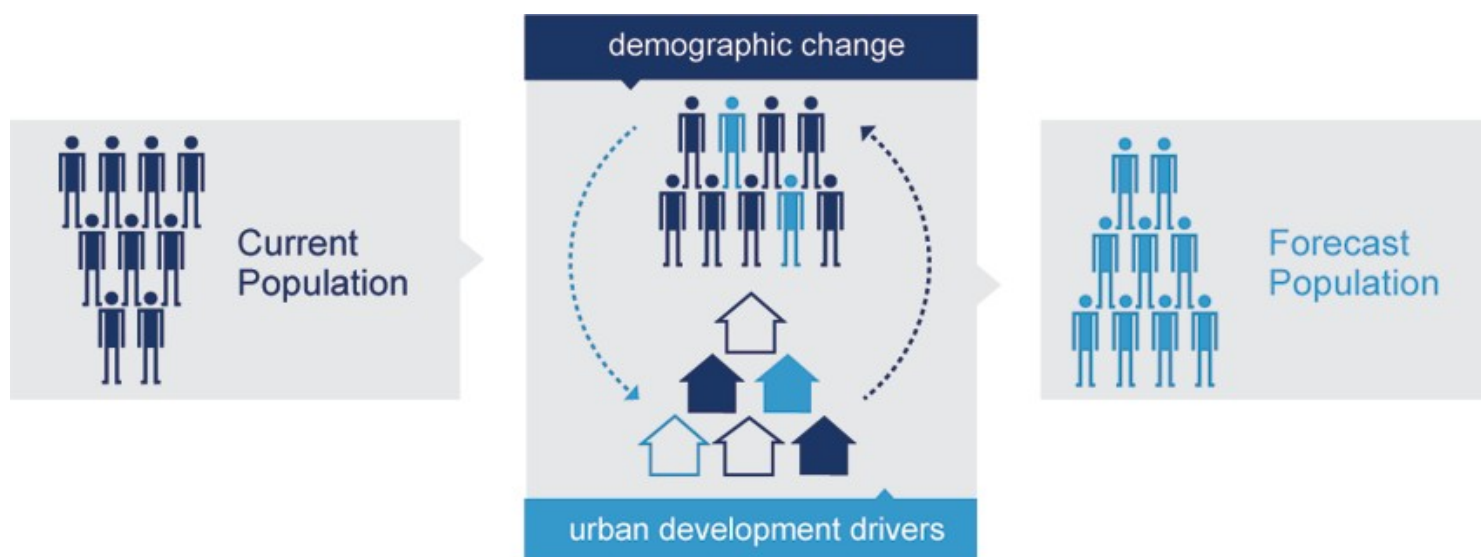 demographic change
Current
Population
Forecast
Population
urban development drivers